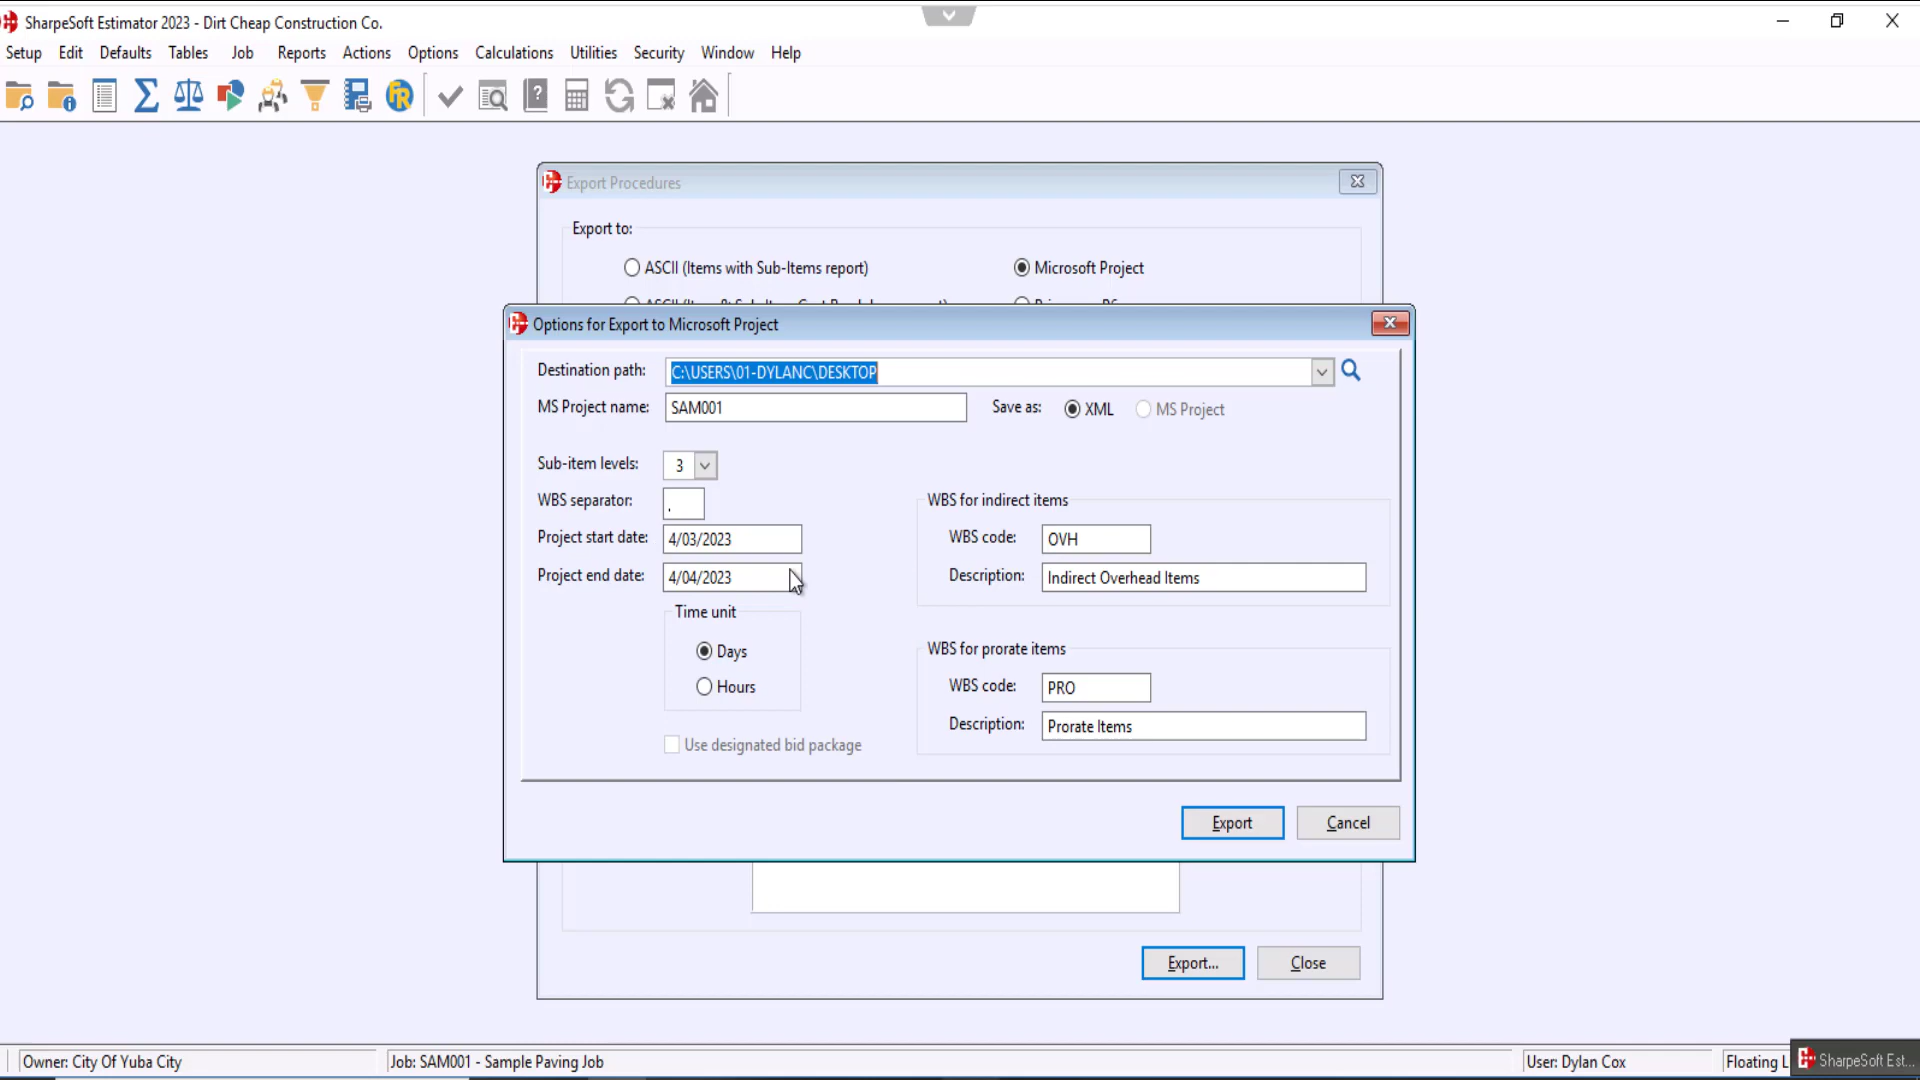 SharpeSoft Estimator 2023 - Dirt Cheap Construction Co.
Setup Edit Defaults Tables Job Reports Actions Options Calculations Utilities Security Window Help
Export Procedures
Export to:
ASCII (Items with Sub-Items report) Microsoft Project
Options for Export to Microsoft Project
Destination path: C:\USERS\01-DYLANC\DESKTOP
MS Project name: SAM001 Save as: XML MS Project
Sub-item levels: 3
WBS separator: .
Project start date: 4/03/2023
Project end date: 4/04/2023
Time unit
Days
Hours
Use designated bid package
WBS for indirect items
WBS code: OVH
Description: Indirect Overhead Items
WBS for prorate items
WBS code: PRO
Description: Prorate Items
Export Cancel
Export... Close
Owner: City Of Yuba City Job: SAM001 - Sample Paving Job User: Dylan Cox Floating L
SharpeSoft Est...